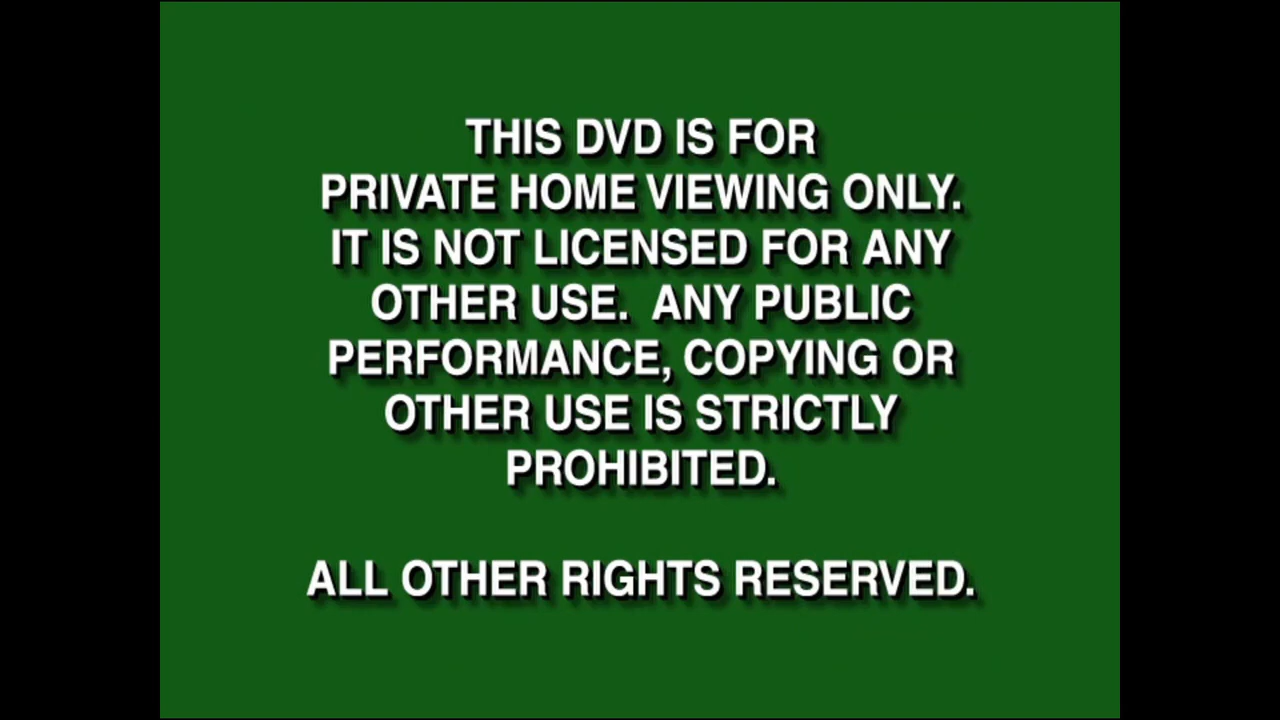 THIS DVD IS FOR
PRIVATE HOME VIEWING ONLY.
IT IS NOT LICENSED FOR ANY
OTHER USE.  ANY PUBLIC
PERFORMANCE, COPYING OR
OTHER USE IS STRICTLY
PROHIBITED.
ALL OTHER RIGHTS RESERVED.